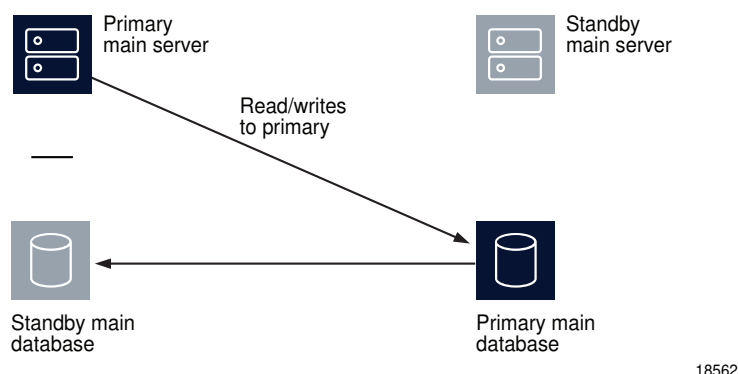 Primary
main server
Standby
main server
Read/writes
to primary
Standby main
database
Primary main
database
18562